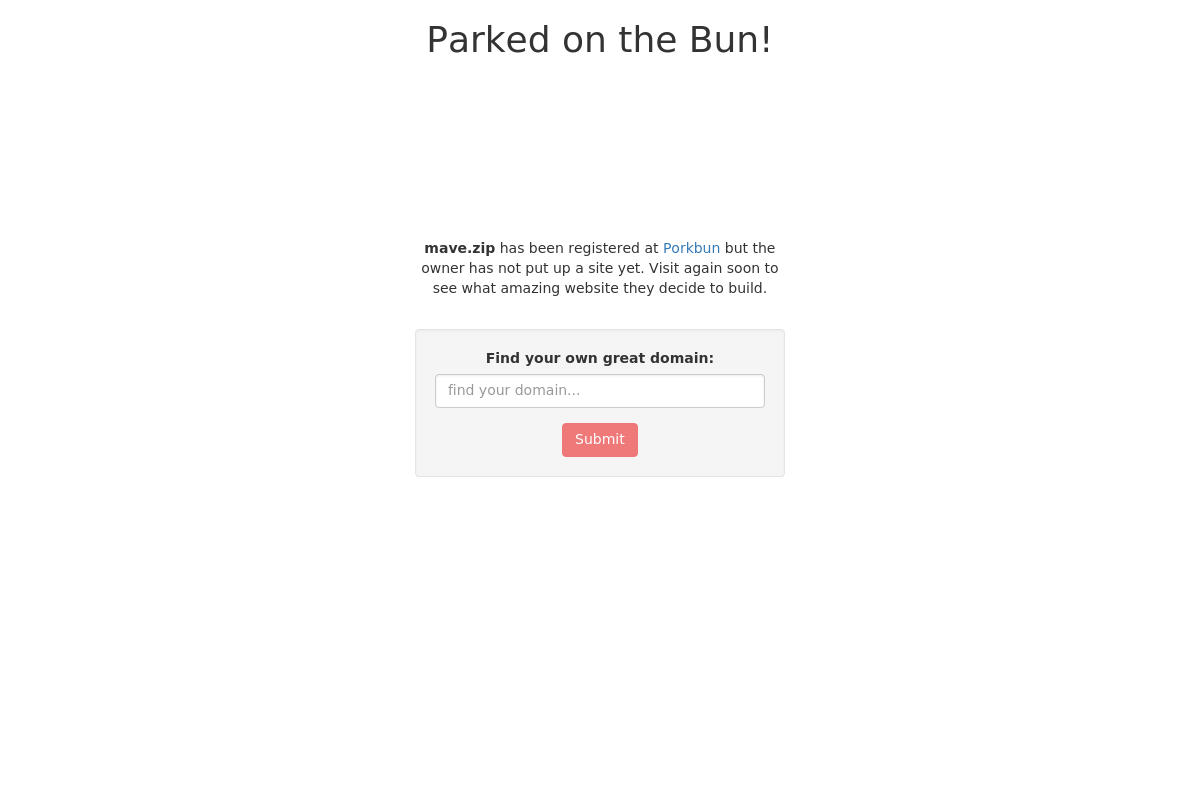 Parked on the Bun!
mave.zip has been registered at Porkbun but the
owner has not put up a site yet. Visit again soon to
see what amazing website they decide to build.
Find your own great domain:
find your domain...
Submit